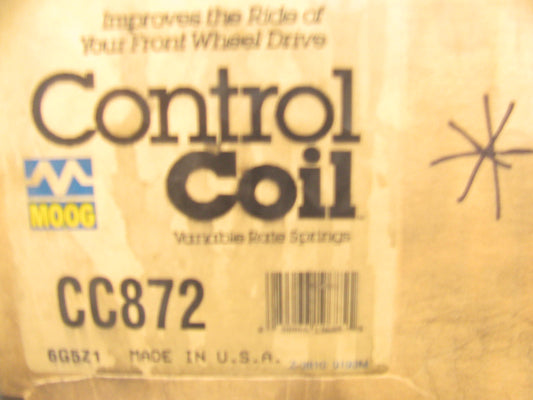 Improves the Ride of
Your Front Wheel Drive
Control
Coil
MOOG
Variable Rate Springs
CC872
6G5Z1 MADE IN U.S.A.